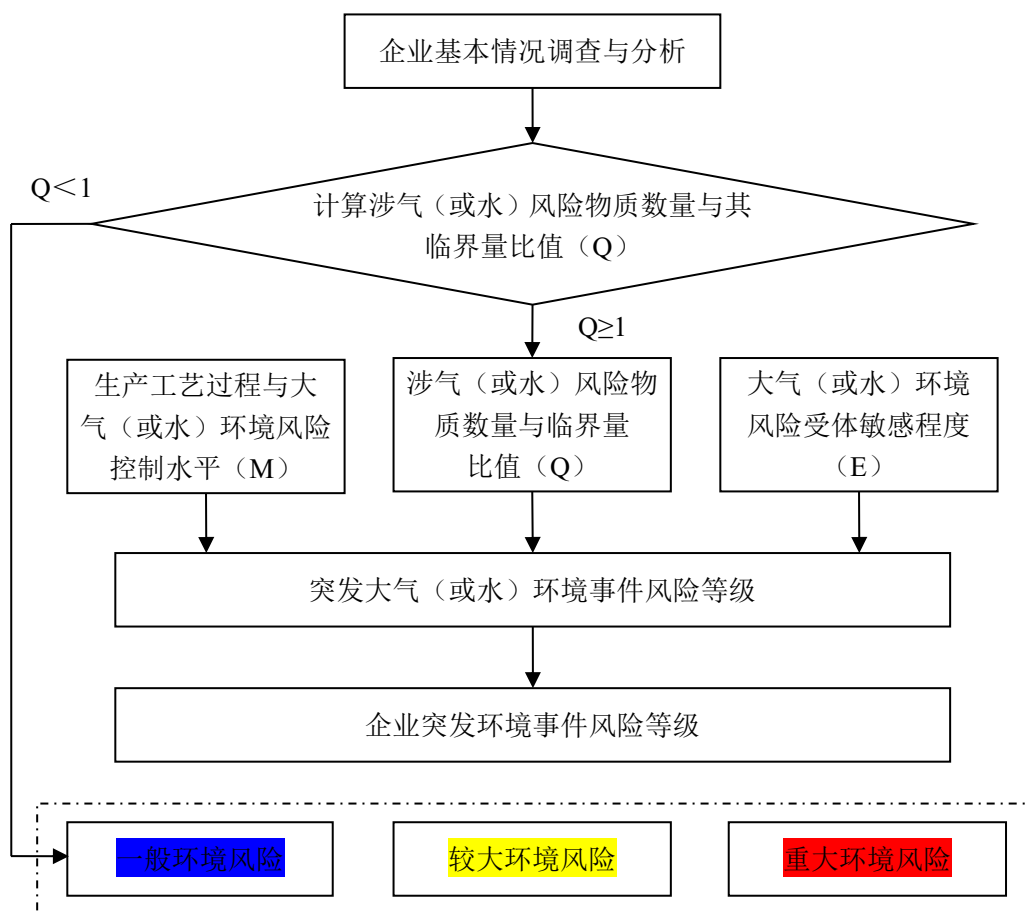 企业基本情况调查与分析
Q＜1
计算涉气（或水）风险物质数量与其
临界量比值（Q）
Q≥1
生产工艺过程与大
气（或水）环境风险
控制水平（M）
涉气（或水）风险物
质数量与临界量
比值（Q）
大气（或水）环境
风险受体敏感程度
（E）
突发大气（或水）环境事件风险等级
企业突发环境事件风险等级
一般环境风险
较大环境风险
重大环境风险